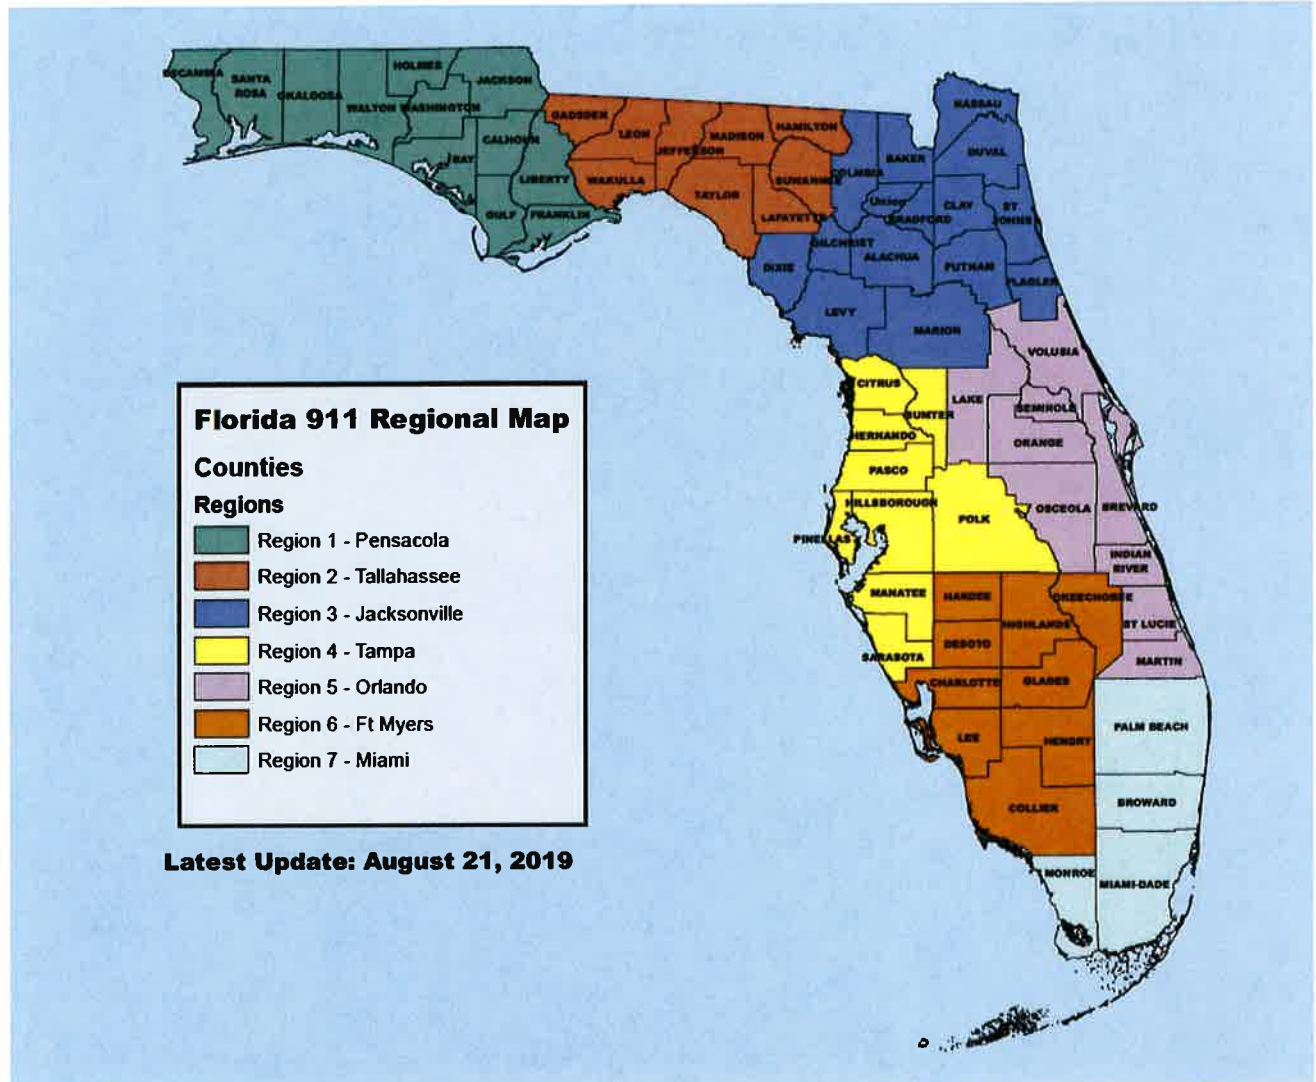 ESCAMBIA
SANTA
ROSA
OKALOOSA
WALTON
HOLMES
WASHINGTON
JACKSON
CALHOUN
BAY
LIBERTY
GULF
FRANKLIN
GADSDEN
LEON
JEFFERSON
MADISON
HAMILTON
WAKULLA
TAYLOR
SUWANNEE
LAFAYETTE
COLMBIA
BAKER
NASSAU
DUVAL
Union
BRADFORD
CLAY
ST
JOHNS
GILCHRIST
ALACHUA
PUTNAM
FLAGLER
DIXIE
LEVY
MARION
VOLUSIA
CITRUS
SUMTER
LAKE
SEMINOLE
HERNANDO
ORANGE
PASCO
HILLSBOROUGH
POLK
OSCEOLA
BREVARD
PINELLAS
INDIAN
RIVER
MANATEE
HARDEE
OKEECHOBEE
HIGHLANDS
ST LUCIE
DESOTO
SARASOTA
MARTIN
CHARLOTTE
GLADES
LEE
HENDRY
PALM BEACH
COLLIER
BROWARD
MONROE
MIAMI-DADE
Florida 911 Regional Map
Counties
Regions
Region 1 - Pensacola
Region 2 - Tallahassee
Region 3 - Jacksonville
Region 4 - Tampa
Region 5 - Orlando
Region 6 - Ft Myers
Region 7 - Miami
Latest Update: August 21, 2019